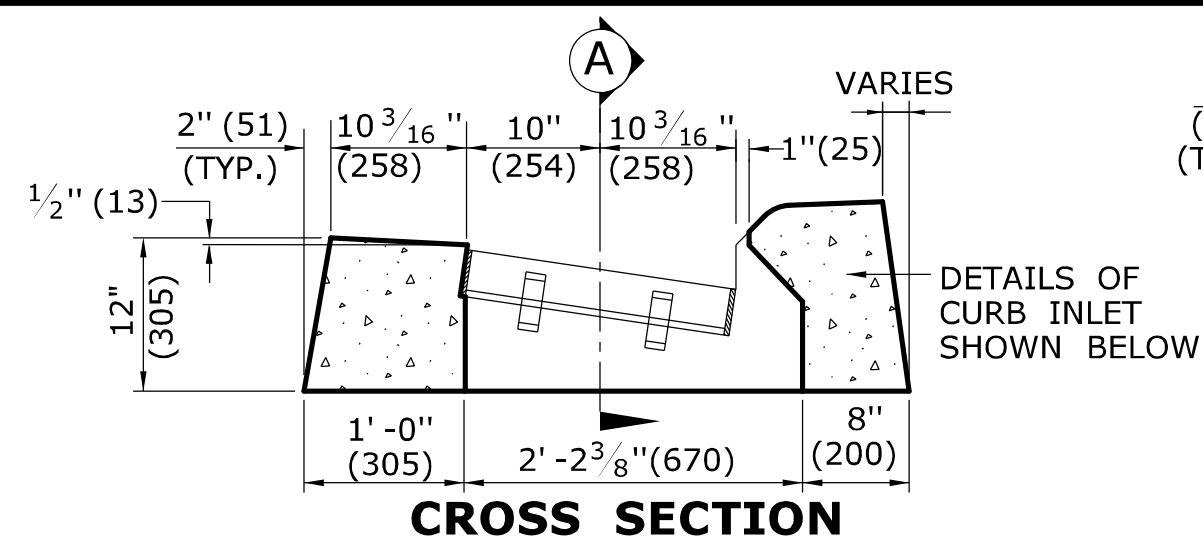 A
VARIES
2" (51)
(TYP.)
10 3/16 "
(258)
10"
(254)
10 3/16 "
(258)
1"(25)
(
(T
1/2" (13)
12"
(305)
DETAILS OF
CURB INLET
SHOWN BELOW
1' -0"
(305)
2' -2 3/8 "(670)
8"
(200)
CROSS SECTION